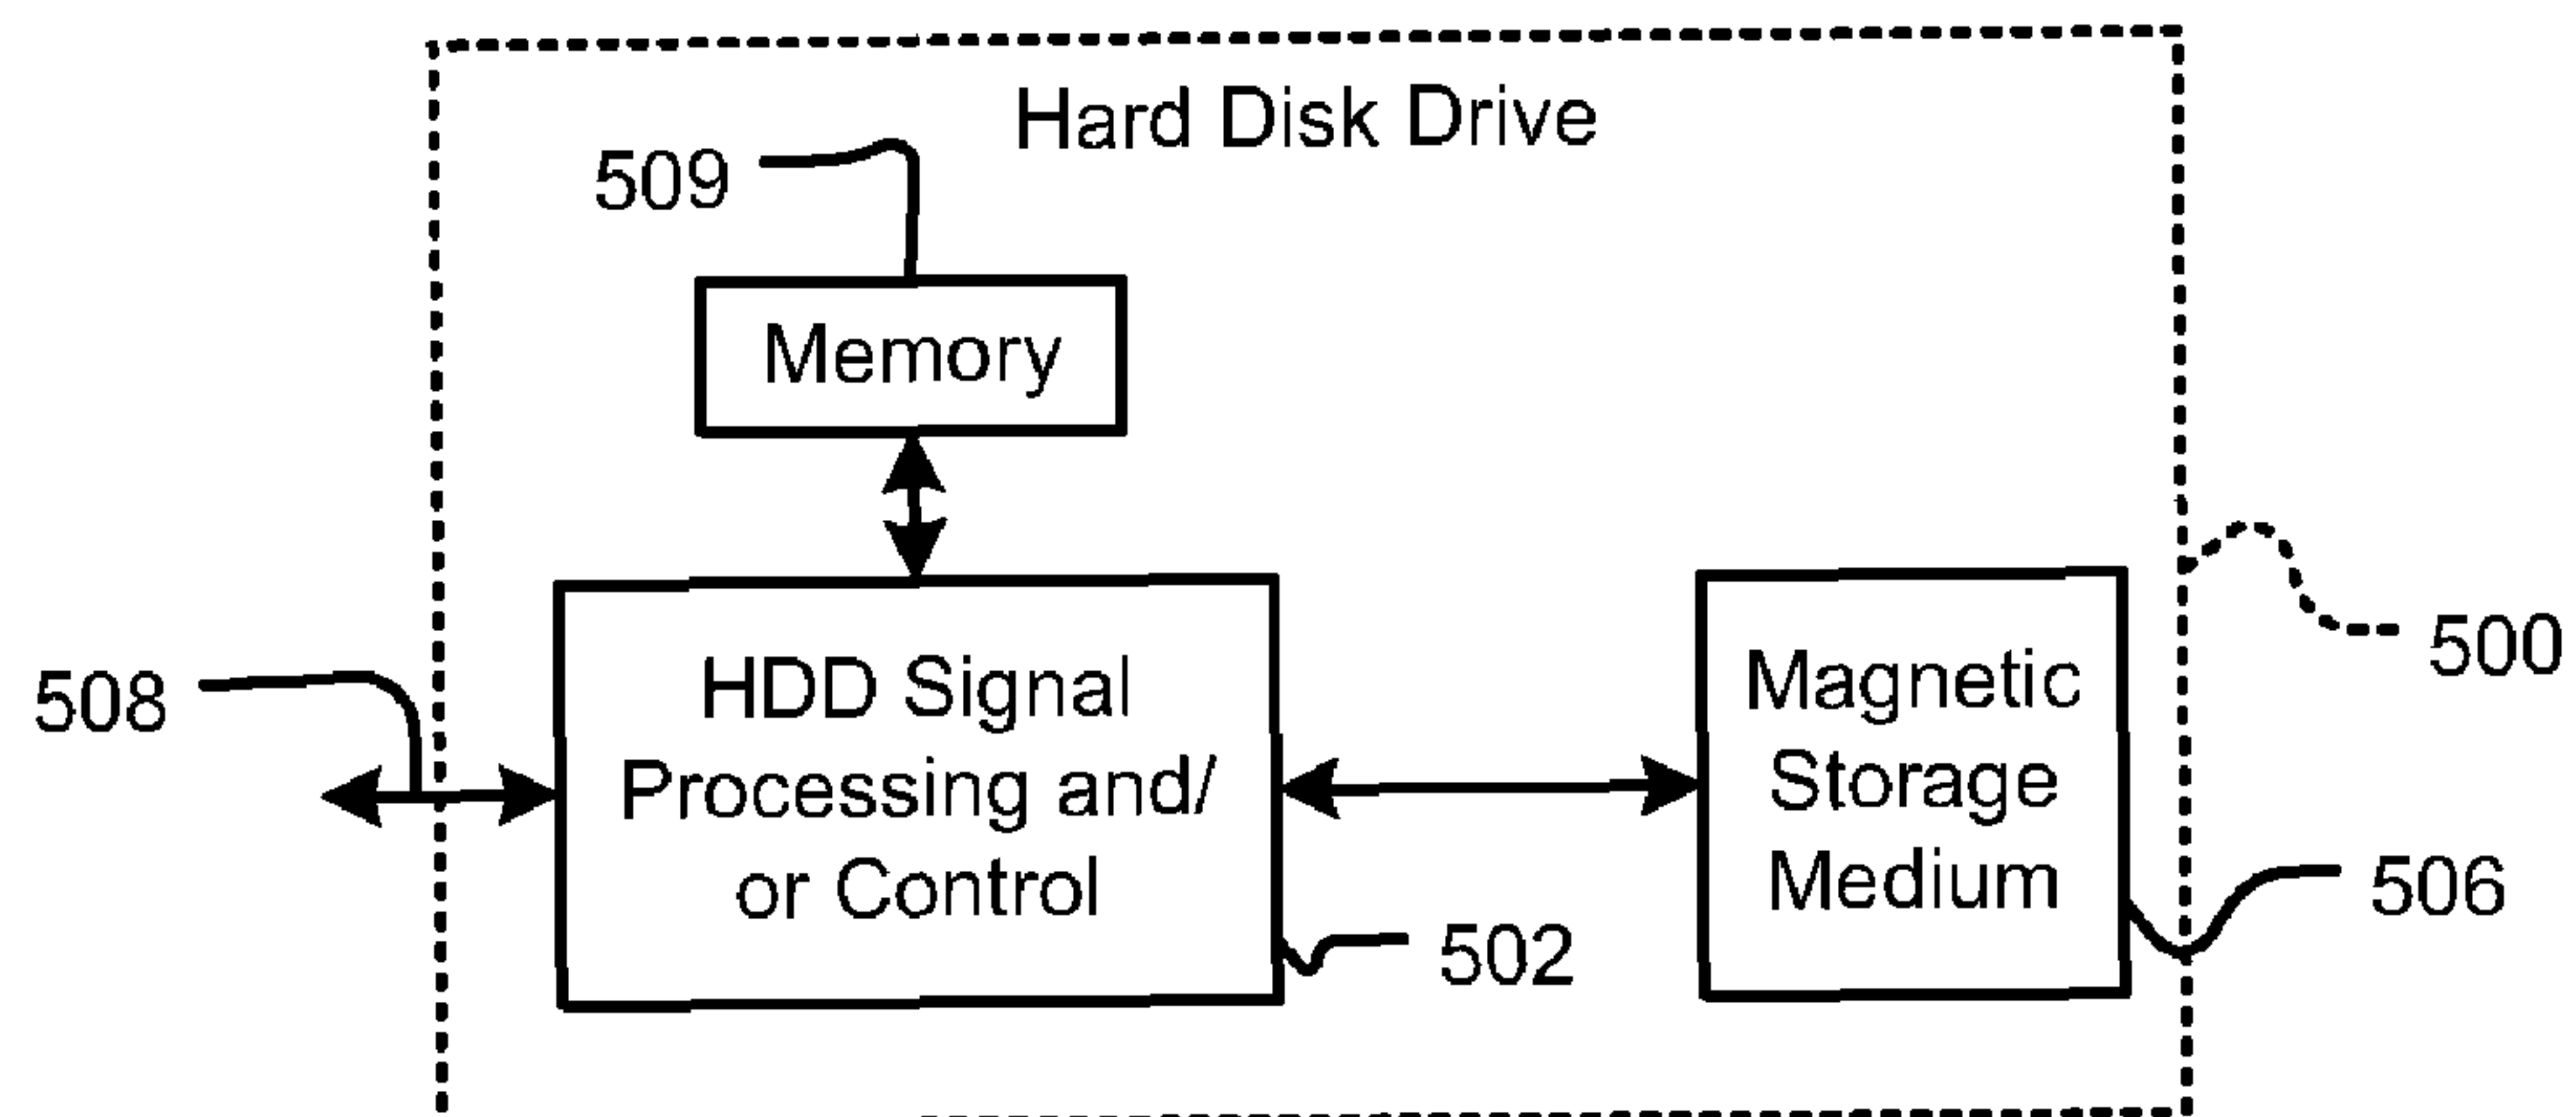 Hard Disk Drive
509
Memory
508
HDD Signal
Processing and/
or Control
502
Magnetic
Storage
Medium
500
506